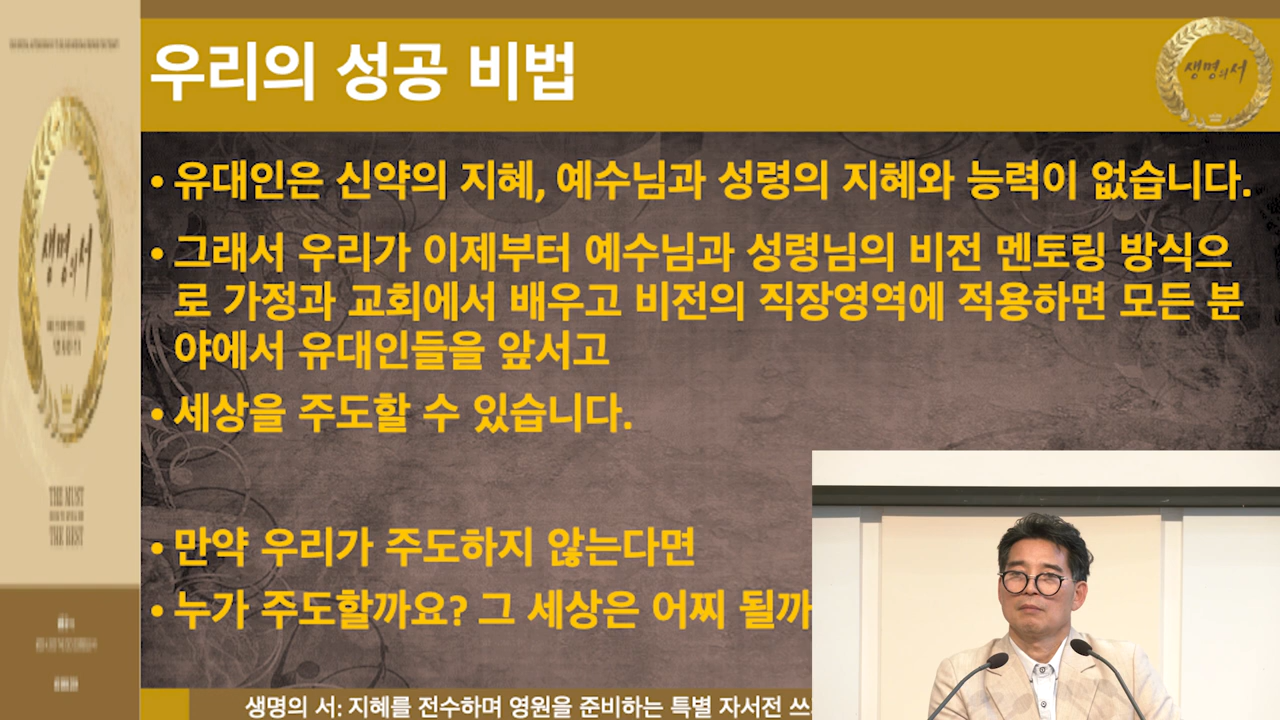 우리의 성공 비법
생명의서
• 유대인은 신약의 지혜, 예수님과 성령의 지혜와 능력이 없습니다.
• 그래서 우리가 이제부터 예수님과 성령님의 비전 멘토링 방식으
로 가정과 교회에서 배우고 비전의 직장영역에 적용하면 모든 분
야에서 유대인들을 앞서고
• 세상을 주도할 수 있습니다.
• 만약 우리가 주도하지 않는다면
• 누가 주도할까요? 그 세상은 어찌 될까
생명의 서: 지혜를 전수하며 영원을 준비하는 특별 자서전 쓰
생명의서
THE MUST
THE BEST